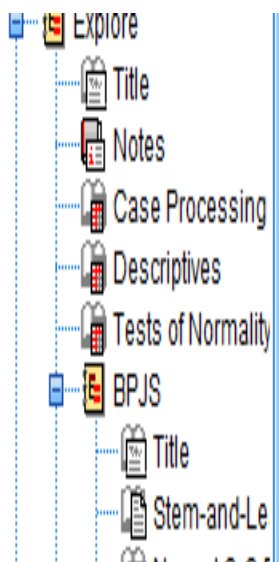 Explore
Title
Notes
Case Processing
Descriptives
Tests of Normality
BPJS
Title
Stem-and-Le